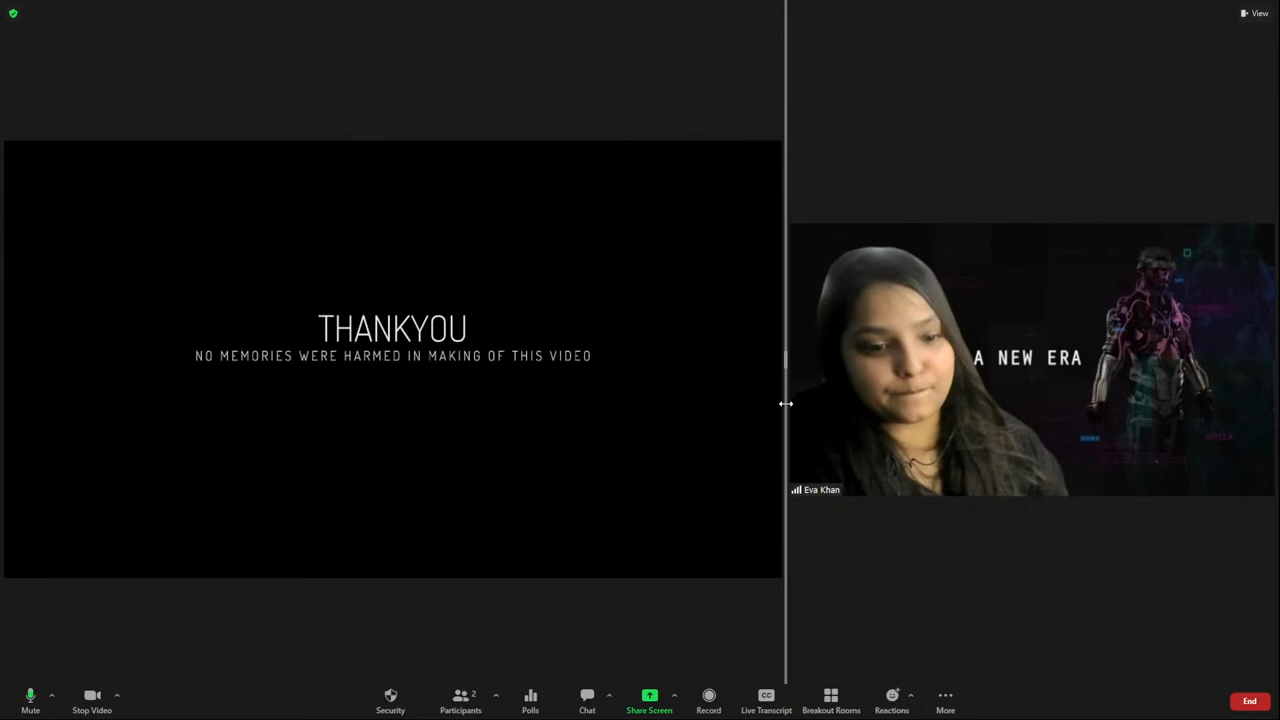 View
THANKYOU
NO MEMORIES WERE HARMED IN MAKING OF THIS VIDEO
A NEW ERA
Eva Khan
Mute
Stop Video
Security
2
Participants
Polls
Chat
Share Screen
Record
CC
Live Transcript
Breakout Rooms
Reactions
More
End